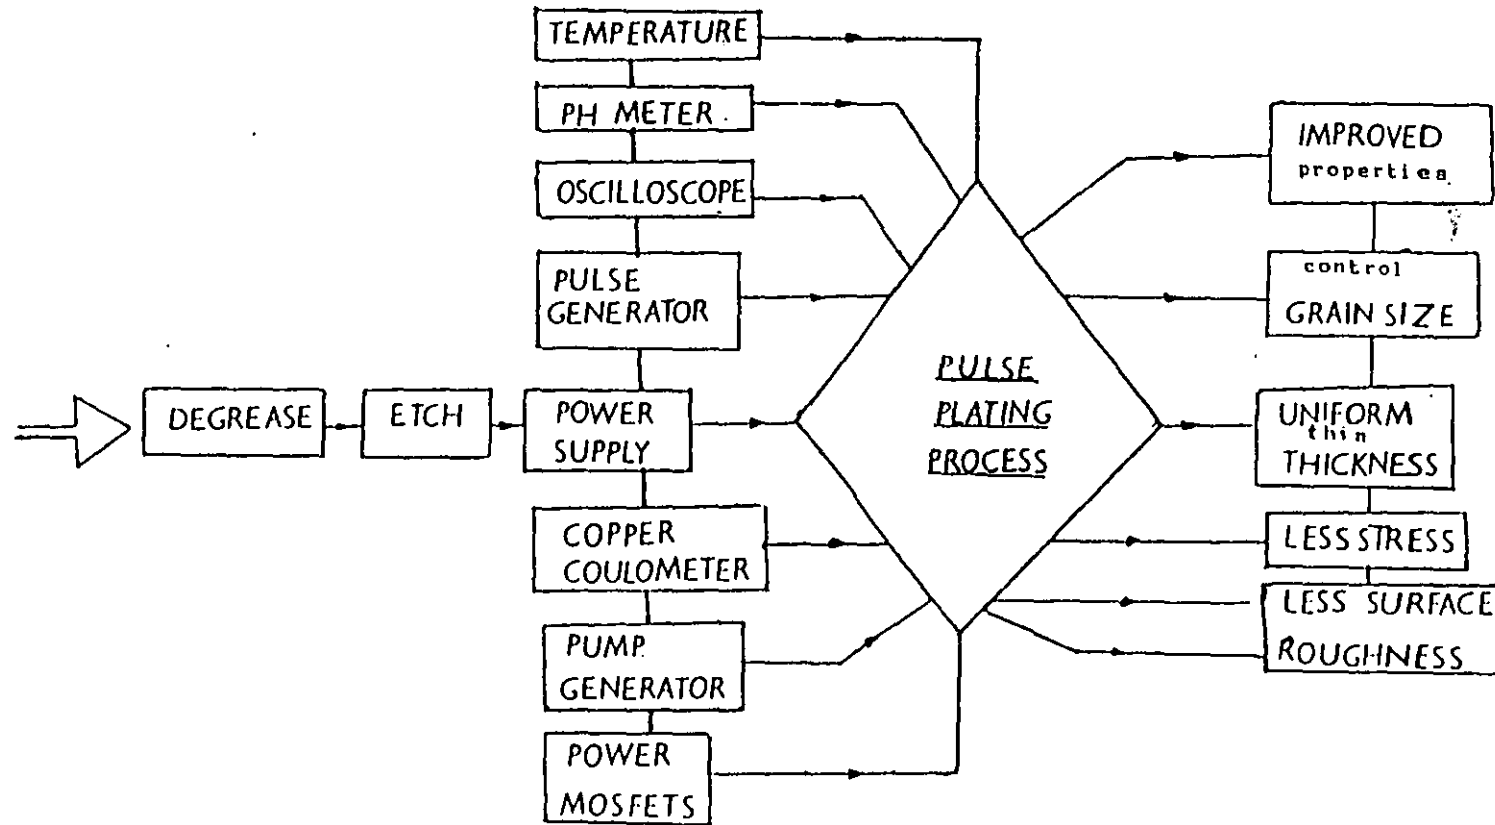 TEMPERATURE
PH METER
OSCILLOSCOPE
PULSE
GENERATOR
DEGREASE
ETCH
POWER
SUPPLY
COPPER
COULOMETER
PUMP
GENERATOR
POWER
MOSFETS
PULSE
PLATING
PROCESS
IMPROVED
properties
control
GRAIN SIZE
UNIFORM
thin
THICKNESS
LESS STRESS
LESS SURFACE
ROUGHNESS